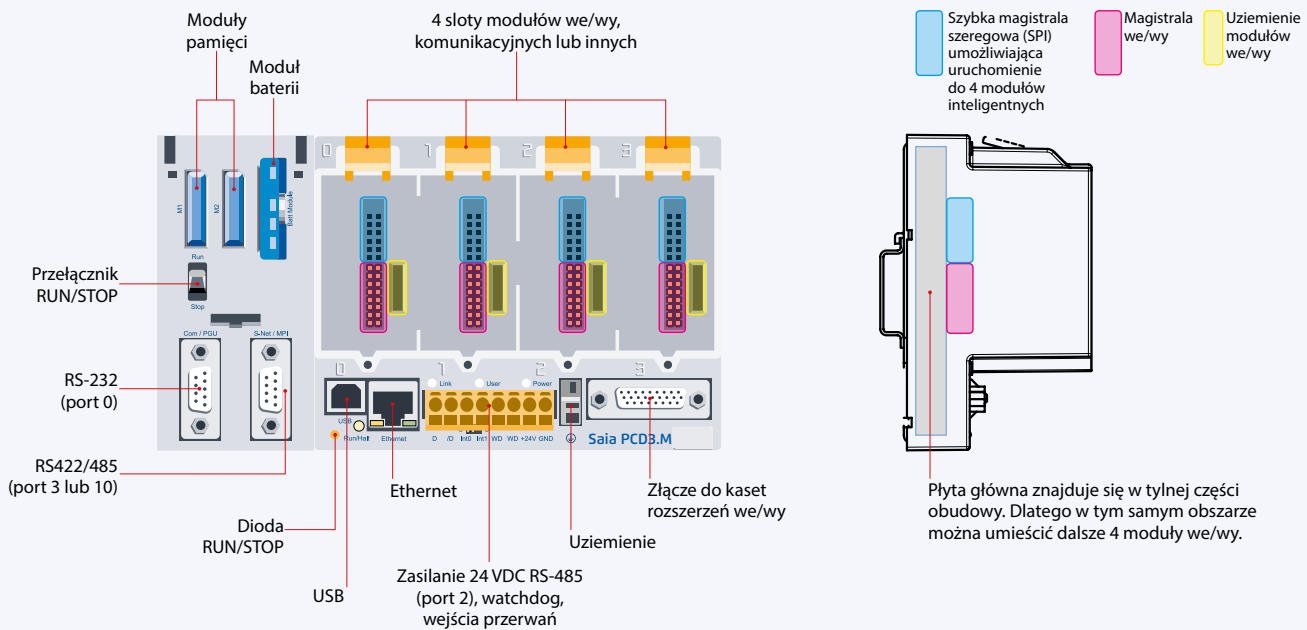 Moduły
pamięci
Moduł
baterii
4 sloty modułów we/wy,
komunikacyjnych lub innych
Szybka magistrala
szeregowa (SPI)
umożliwiająca
uruchomienie
do 4 modułów
inteligentnych
Magistrala
we/wy
Uziemienie
modułów
we/wy
0 1 2 3
M1
M2
Batt Module
Run
Stop
Przełącznik
RUN/STOP
Com / PGU
S-Net / MPI
RS-232
(port 0)
RS422/485
(port 3 lub 10)
0 1 2 3
Link User Power
USB
Run/Halt
Ethernet
D /D Int0 Int1 WD WD +24V GND
Saia PCD3.M
Dioda
RUN/STOP
USB
Ethernet
Zasilanie 24 VDC RS-485
(port 2), watchdog,
wejścia przerwań
Uziemienie
Złącze do kaset
rozszerzeń we/wy
Płyta główna znajduje się w tylnej części
obudowy. Dlatego w tym samym obszarze
można umieścić dalsze 4 moduły we/wy.